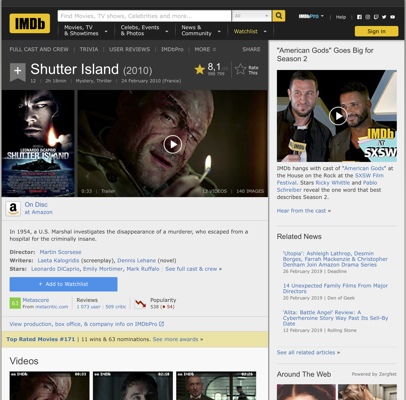 IMDb
Find Movies, TV shows, Celebrities and more...
All
IMDbPro
Help
Movies, TV
& Showtimes
Celebs, Events
& Photos
News &
Community
Watchlist
Sign in
FULL CAST AND CREW | TRIVIA | USER REVIEWS | IMDbPro | MORE
SHARE
Shutter Island (2010)
8,1
Rate
This
12 | 2h 18min | Mystery, Thriller | 24 February 2010 (France)
LEONARDO DiCAPRIO
SHUTTER ISLAND
0:33 | Trailer
12 VIDEOS | 140 IMAGES
On Disc
at Amazon
In 1954, a U.S. Marshal investigates the disappearance of a murderer, who escaped from a
hospital for the criminally insane.
Director: Martin Scorsese
Writers: Laeta Kalogridis (screenplay), Dennis Lehane (novel)
Stars: Leonardo DiCaprio, Emily Mortimer, Mark Ruffalo | See full cast & crew »
+ Add to Watchlist
63
Metascore
From metacritic.com
Reviews
1 073 user | 509 critic
Popularity
538
View production, box office, & company info on IMDbPro
Top Rated Movies #171 | 11 wins & 63 nominations. See more awards »
Videos
"American Gods" Goes Big for
Season 2
IMDb
at
SXSW
IMDb hangs with cast of "American Gods" at
the House on the Rock at the SXSW Film
Festival. Stars Ricky Whittle and Pablo
Schreiber reveal the one word that best
describes Season 2.
Hear from the cast »
Related News
'Utopia': Ashleigh Lathrop, Desmin
Borges, Farrah Mackenzie & Christopher
Denham Join Amazon Drama Series
26 February 2019 | Deadline
14 Unexpected Family Films From Major
Directors
20 February 2019 | Den of Geek
'Alita: Battle Angel' Review: A
Cyberheroine Story Way Past Its Sell-By
Date
12 February 2019 | Rolling Stone
See all related articles »
Around The Web | Powered by ZergNet